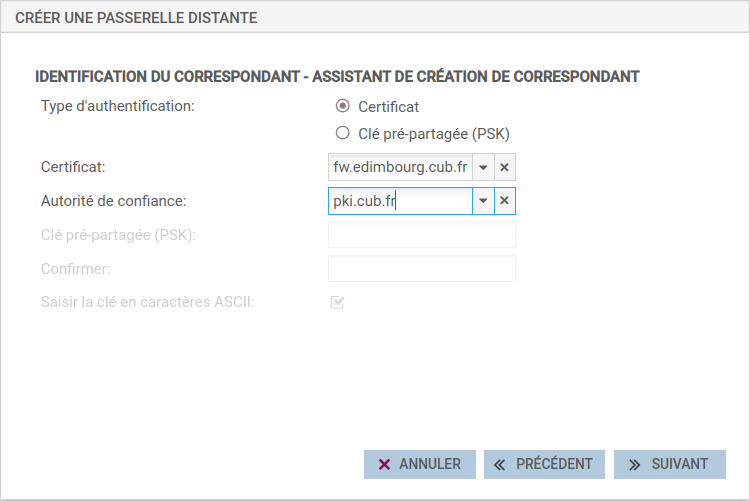 CRÉER UNE PASSERELLE DISTANTE
IDENTIFICATION DU CORRESPONDANT - ASSISTANT DE CRÉATION DE CORRESPONDANT
Type d'authentification:
Certificat
Clé pré-partagée (PSK)
Certificat: fw.edimbourg.cub.fr
Autorité de confiance: pki.cub.fr
Clé pré-partagée (PSK):
Confirmer:
Saisir la clé en caractères ASCII:
ANNULER PRÉCÉDENT SUIVANT